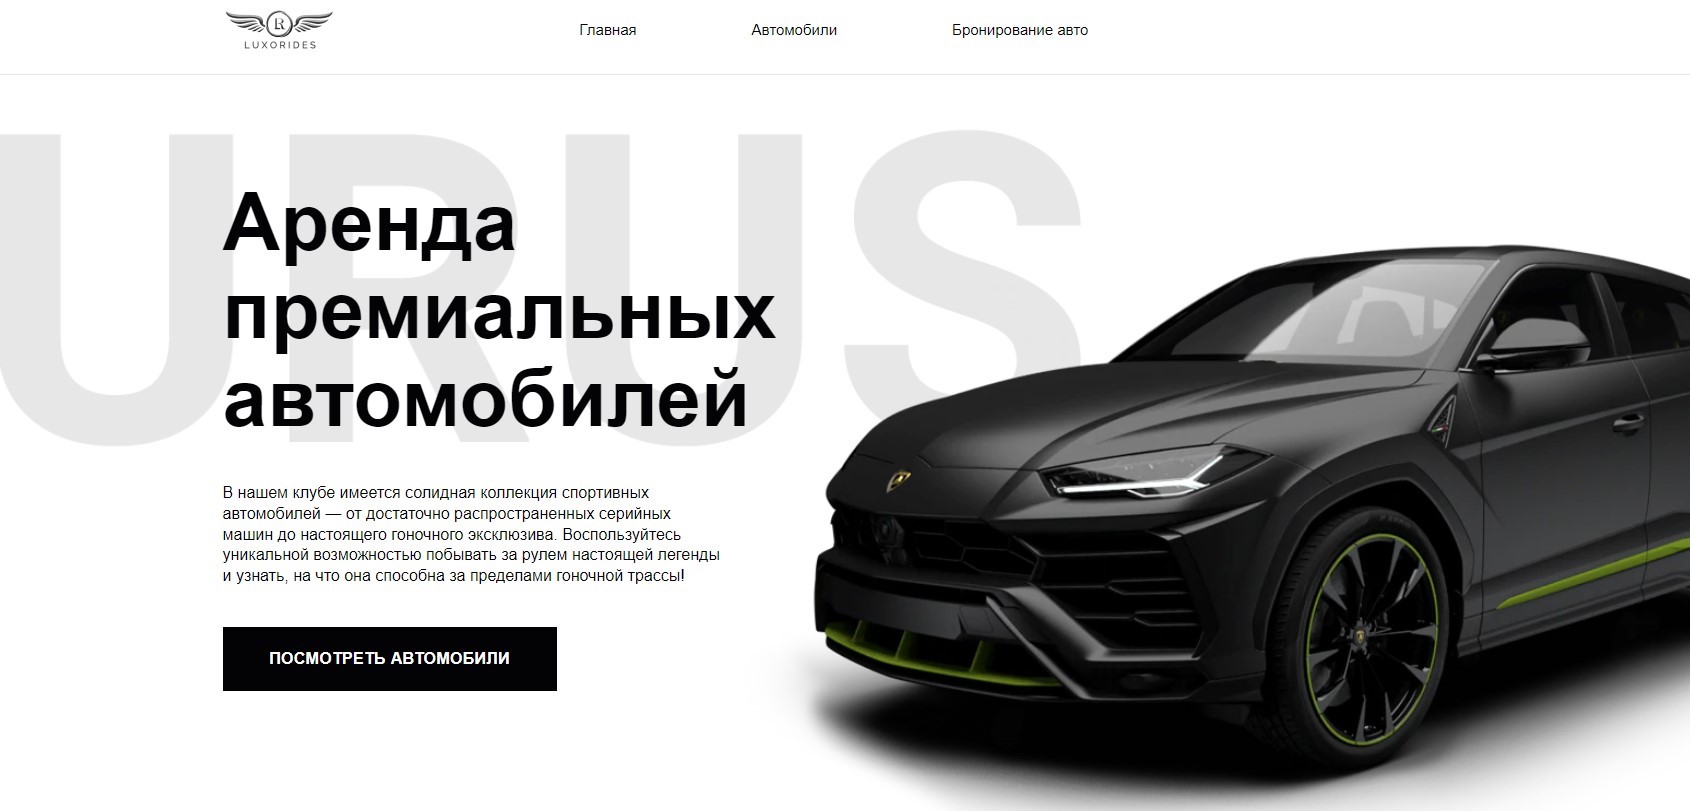 LR
LUXORIDES
Главная
Автомобили
Бронирование авто
URUS
Аренда
премиальных
автомобилей
В нашем клубе имеется солидная коллекция спортивных
автомобилей — от достаточно распространенных серийных
машин до настоящего гоночного эксклюзива. Воспользуйтесь
уникальной возможностью побывать за рулем настоящей легенды
и узнать, на что она способна за пределами гоночной трассы!
ПОСМОТРЕТЬ АВТОМОБИЛИ